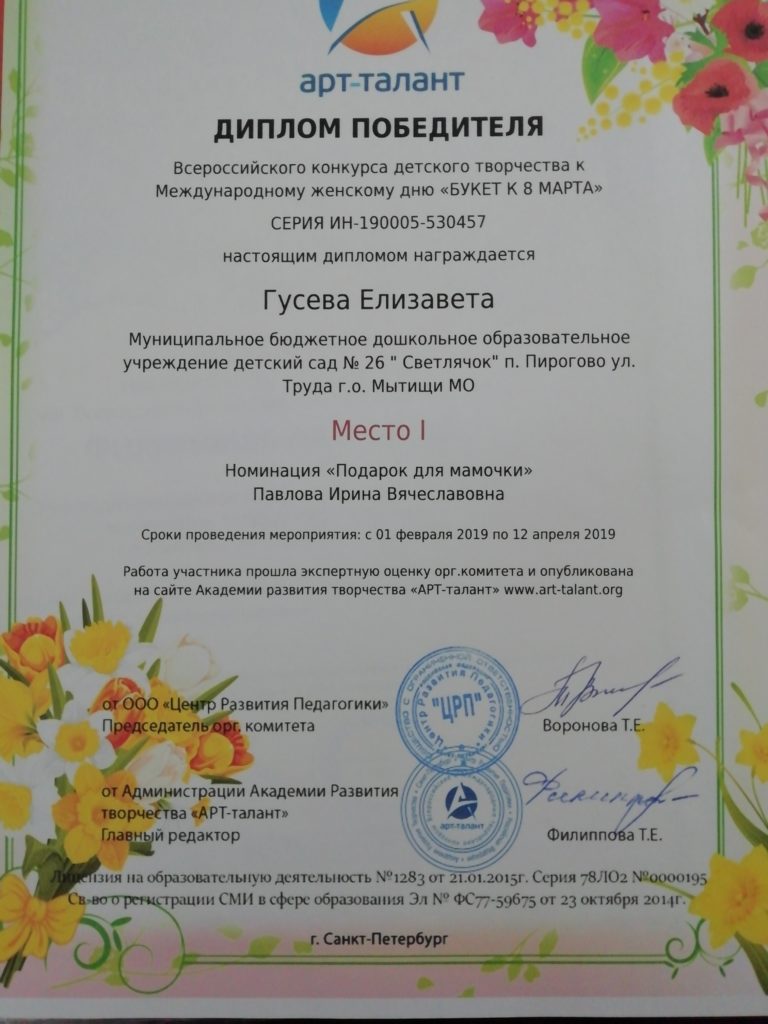 арт-талант
ДИПЛОМ ПОБЕДИТЕЛЯ
Всероссийского конкурса детского творчества к
Международному женскому дню «БУКЕТ К 8 МАРТА»
СЕРИЯ ИН-190005-530457
настоящим дипломом награждается
Гусева Елизавета
Муниципальное бюджетное дошкольное образовательное
учреждение детский сад № 26 " Светлячок" п. Пирогово ул.
Труда г.о. Мытищи МО
Место I
Номинация «Подарок для мамочки»
Павлова Ирина Вячеславовна
Сроки проведения мероприятия: с 01 февраля 2019 по 12 апреля 2019
Работа участника прошла экспертную оценку орг.комитета и опубликована
на сайте Академии развития творчества «АРТ-талант» www.art-talant.org
от ООО «Центр Развития Педагогики»
Председатель орг. комитета
Воронова Т.Е.
Центр Развития Педагогики
"ЦРП"
от Администрации Академии Развития
творчества «АРТ-талант»
Главный редактор
арт-талант
Филиппова Т.Е.
Лицензия на образовательную деятельность №1283 от 21.01.2015г. Серия 78ЛО2 №0000195
Св-во о регистрации СМИ в сфере образования Эл № ФС77-59675 от 23 октября 2014г.
г. Санкт-Петербург